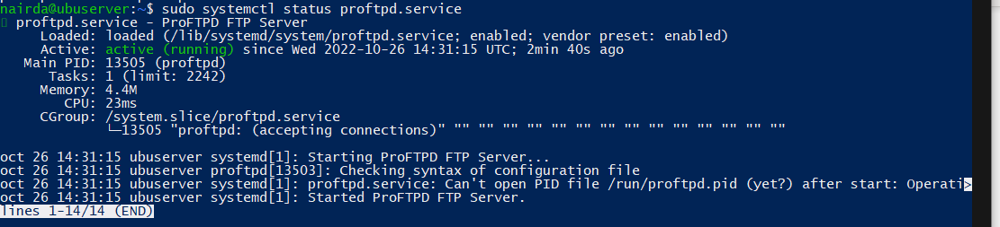 nairda@ubuserver:~$ sudo systemctl status proftpd.service
proftpd.service - ProFTPD FTP Server
Loaded: loaded (/lib/systemd/system/proftpd.service; enabled; vendor preset: enabled)
Active: active (running) since Wed 2022-10-26 14:31:15 UTC; 2min 40s ago
Main PID: 13505 (proftpd)
Tasks: 1 (limit: 2242)
Memory: 4.4M
CPU: 23ms
CGroup: /system.slice/proftpd.service
└─13505 "proftpd: (accepting connections)" "" "" "" "" "" "" "" "" "" "" "" "" "" ""
oct 26 14:31:15 ubuserver systemd[1]: Starting ProFTPD FTP Server...
oct 26 14:31:15 ubuserver proftpd[13503]: Checking syntax of configuration file
oct 26 14:31:15 ubuserver systemd[1]: proftpd.service: Can't open PID file /run/proftpd.pid (yet?) after start: Operati>
oct 26 14:31:15 ubuserver systemd[1]: Started ProFTPD FTP Server.
lines 1-14/14 (END)